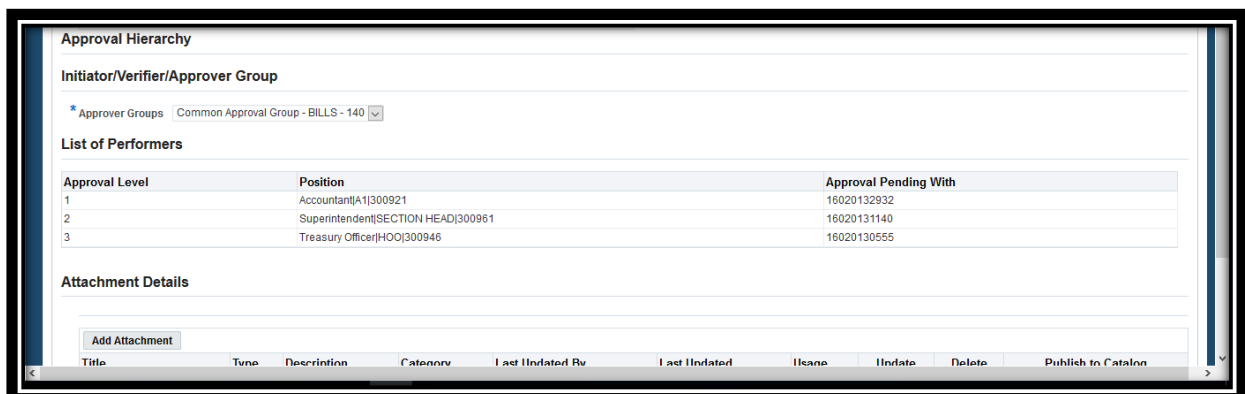 Approval Hierarchy
Initiator/Verifier/Approver Group
* Approver Groups Common Approval Group - BILLS - 140
List of Performers
Approval Level Position Approval Pending With
1 Accountant|A1|300921 16020132932
2 Superintendent|SECTION HEAD|300961 16020131140
3 Treasury Officer|HOO|300946 16020130555
Attachment Details
Add Attachment
Title Type Description Category Last Updated By Last Updated Usage Update Delete Publish to Catalog